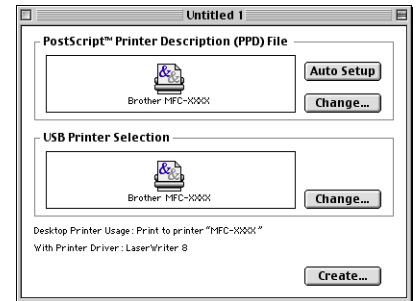 Untitled 1
PostScript™ Printer Description (PPD) File
Auto Setup
Brother MFC-XXXX
Change...
USB Printer Selection
Brother MFC-XXXX
Change...
Desktop Printer Usage: Print to printer "MFC-XXXX"
With Printer Driver: LaserWriter 8
Create...